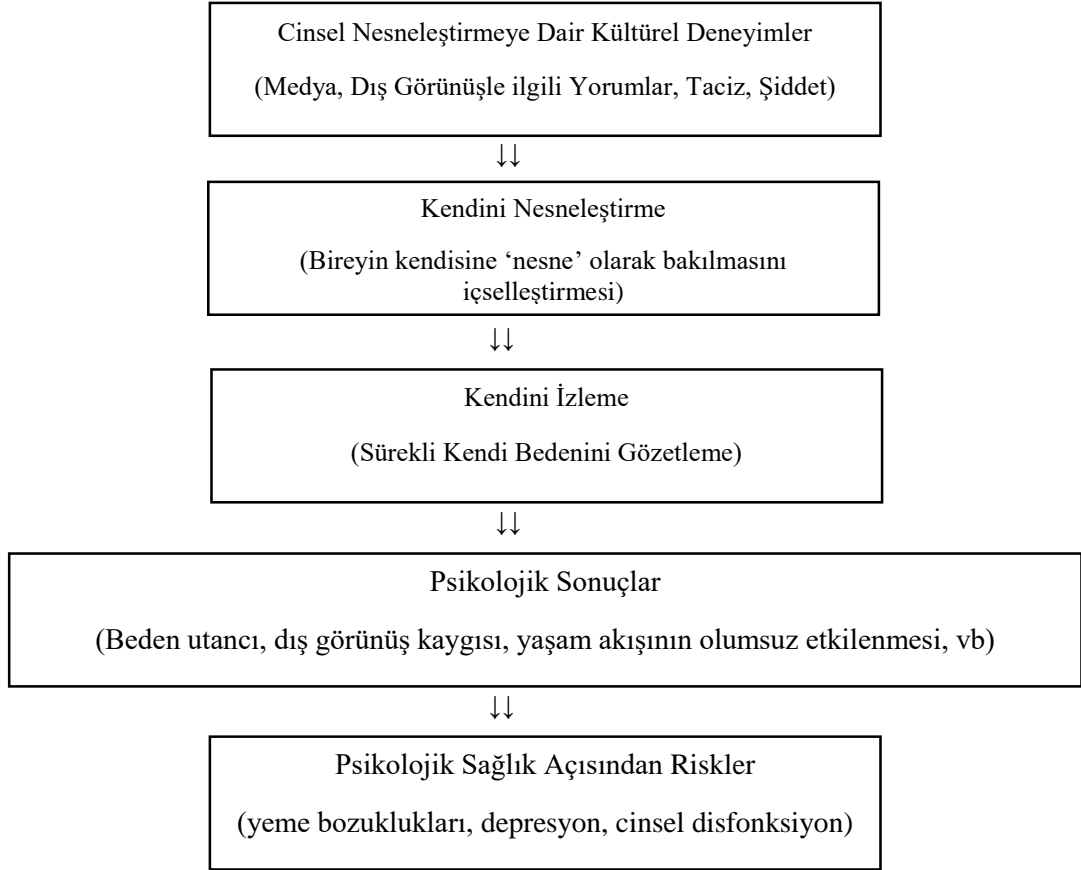 Cinsel Nesneleştirmeye Dair Kültürel Deneyimler
(Medya, Dış Görünüşle ilgili Yorumlar, Taciz, Şiddet)
↓↓
Kendini Nesneleştirme
(Bireyin kendisine ‘nesne’ olarak bakılmasını
içselleştirmesi)
↓↓
Kendini İzleme
(Sürekli Kendi Bedenini Gözetleme)
↓↓
Psikolojik Sonuçlar
(Beden utancı, dış görünüş kaygısı, yaşam akışının olumsuz etkilenmesi, vb)
↓↓
Psikolojik Sağlık Açısından Riskler
(yeme bozuklukları, depresyon, cinsel disfonksiyon)